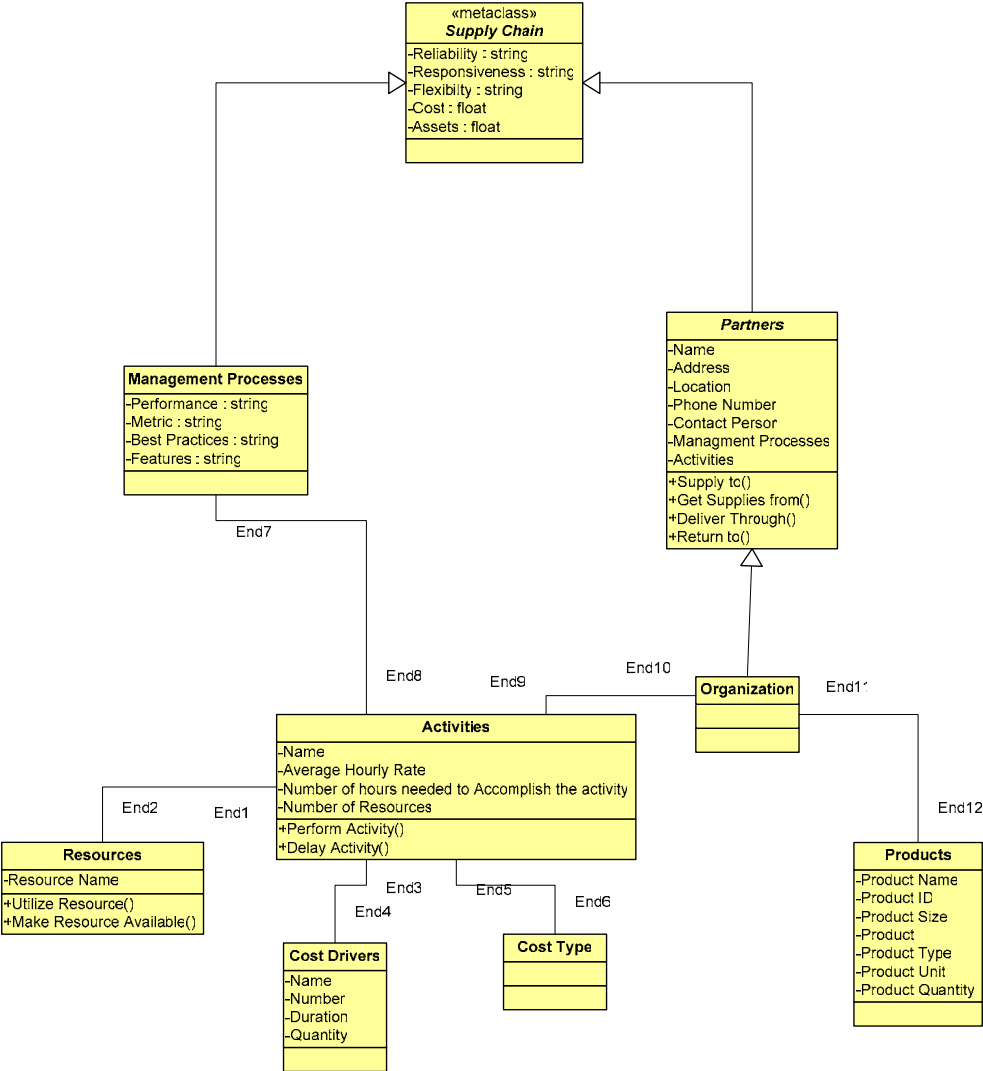 «metaclass»
Supply Chain
-Reliability : string
-Responsiveness : string
-Flexibilty : string
-Cost : float
-Assets : float
Partners
-Name
-Address
-Location
-Phone Number
-Contact Person
-Managment Processes
-Activities
+Supply to()
+Get Supplies from()
+Deliver Through()
+Return to()
Management Processes
-Performance : string
-Metric : string
-Best Practices : string
-Features : string
End7
End8
End9
End10
Organization
End11
Activities
-Name
-Average Hourly Rate
-Number of hours needed to Accomplish the activity
-Number of Resources
+Perform Activity()
+Delay Activity()
End2
End1
End12
Resources
-Resource Name
+Utilize Resource()
+Make Resource Available()
End3
End4
End5
End6
Cost Drivers
-Name
-Number
-Duration
-Quantity
Cost Type
Products
-Product Name
-Product ID
-Product Size
-Product
-Product Type
-Product Unit
-Product Quantity